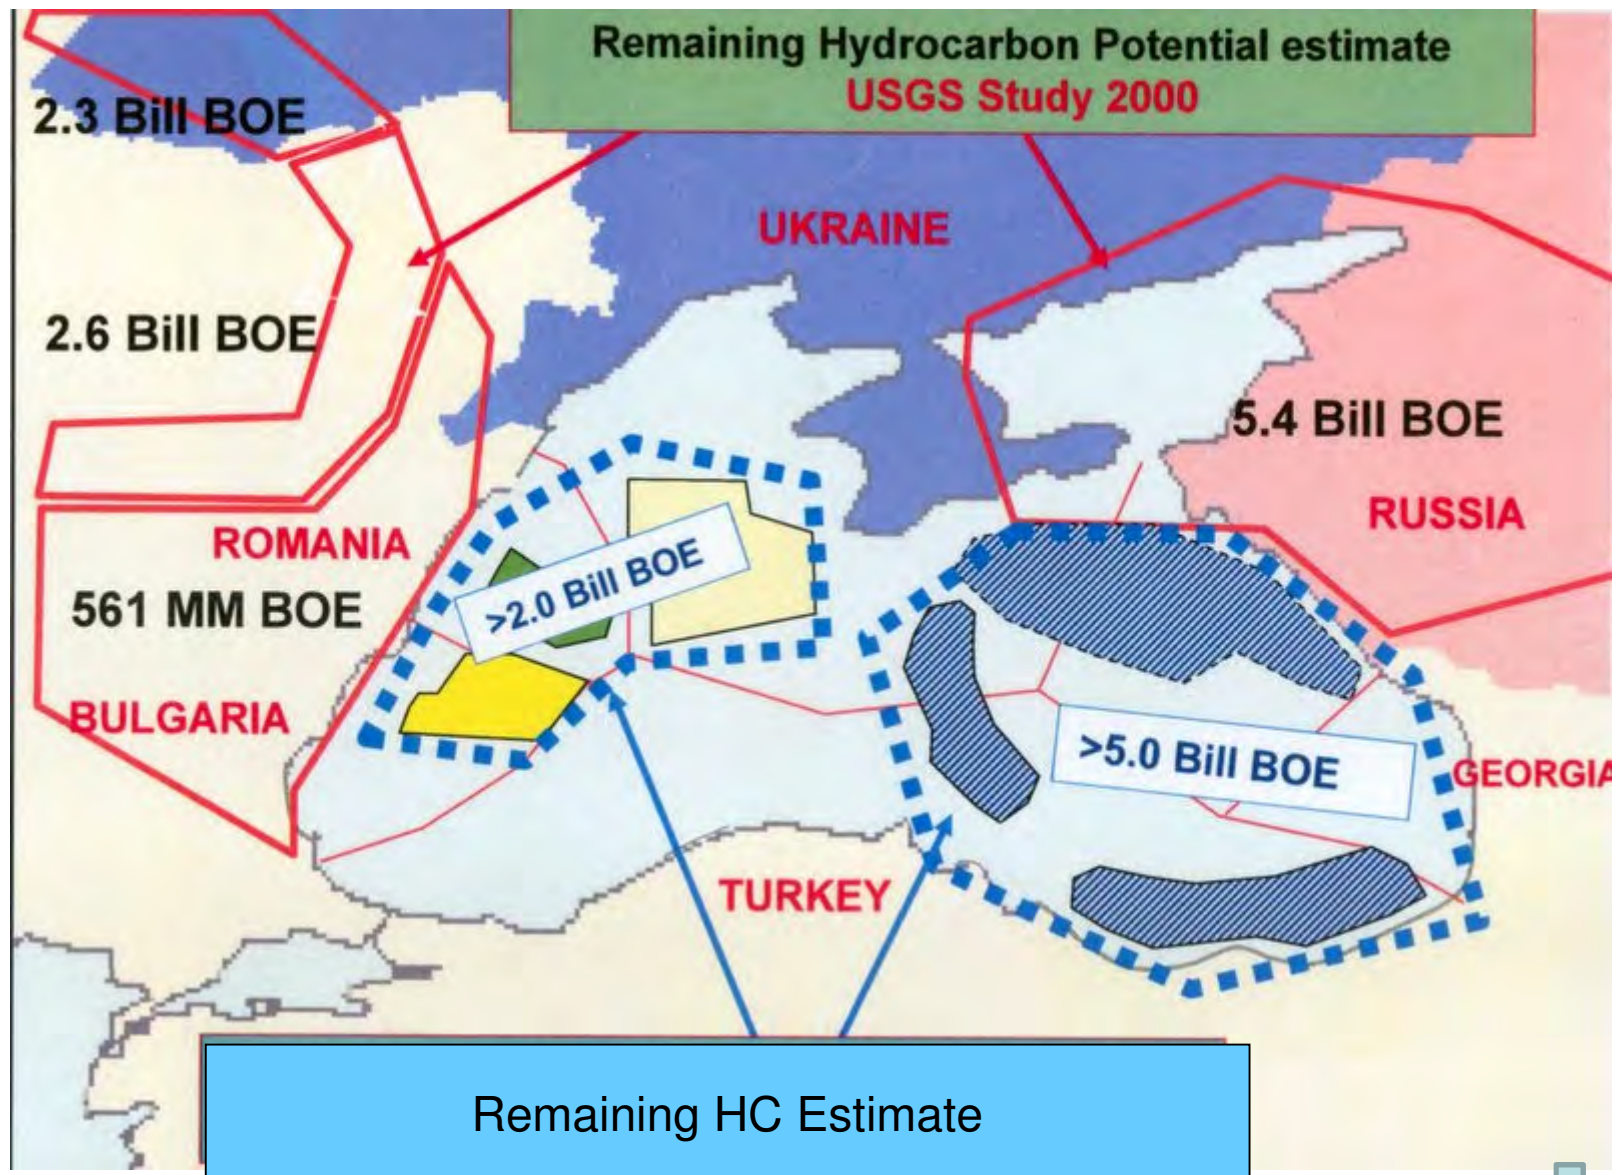 Remaining Hydrocarbon Potential estimate
USGS Study 2000
2.3 Bill BOE
UKRAINE
2.6 Bill BOE
5.4 Bill BOE
RUSSIA
ROMANIA
>2.0 Bill BOE
561 MM BOE
BULGARIA
>5.0 Bill BOE
GEORGIA
TURKEY
Remaining HC Estimate